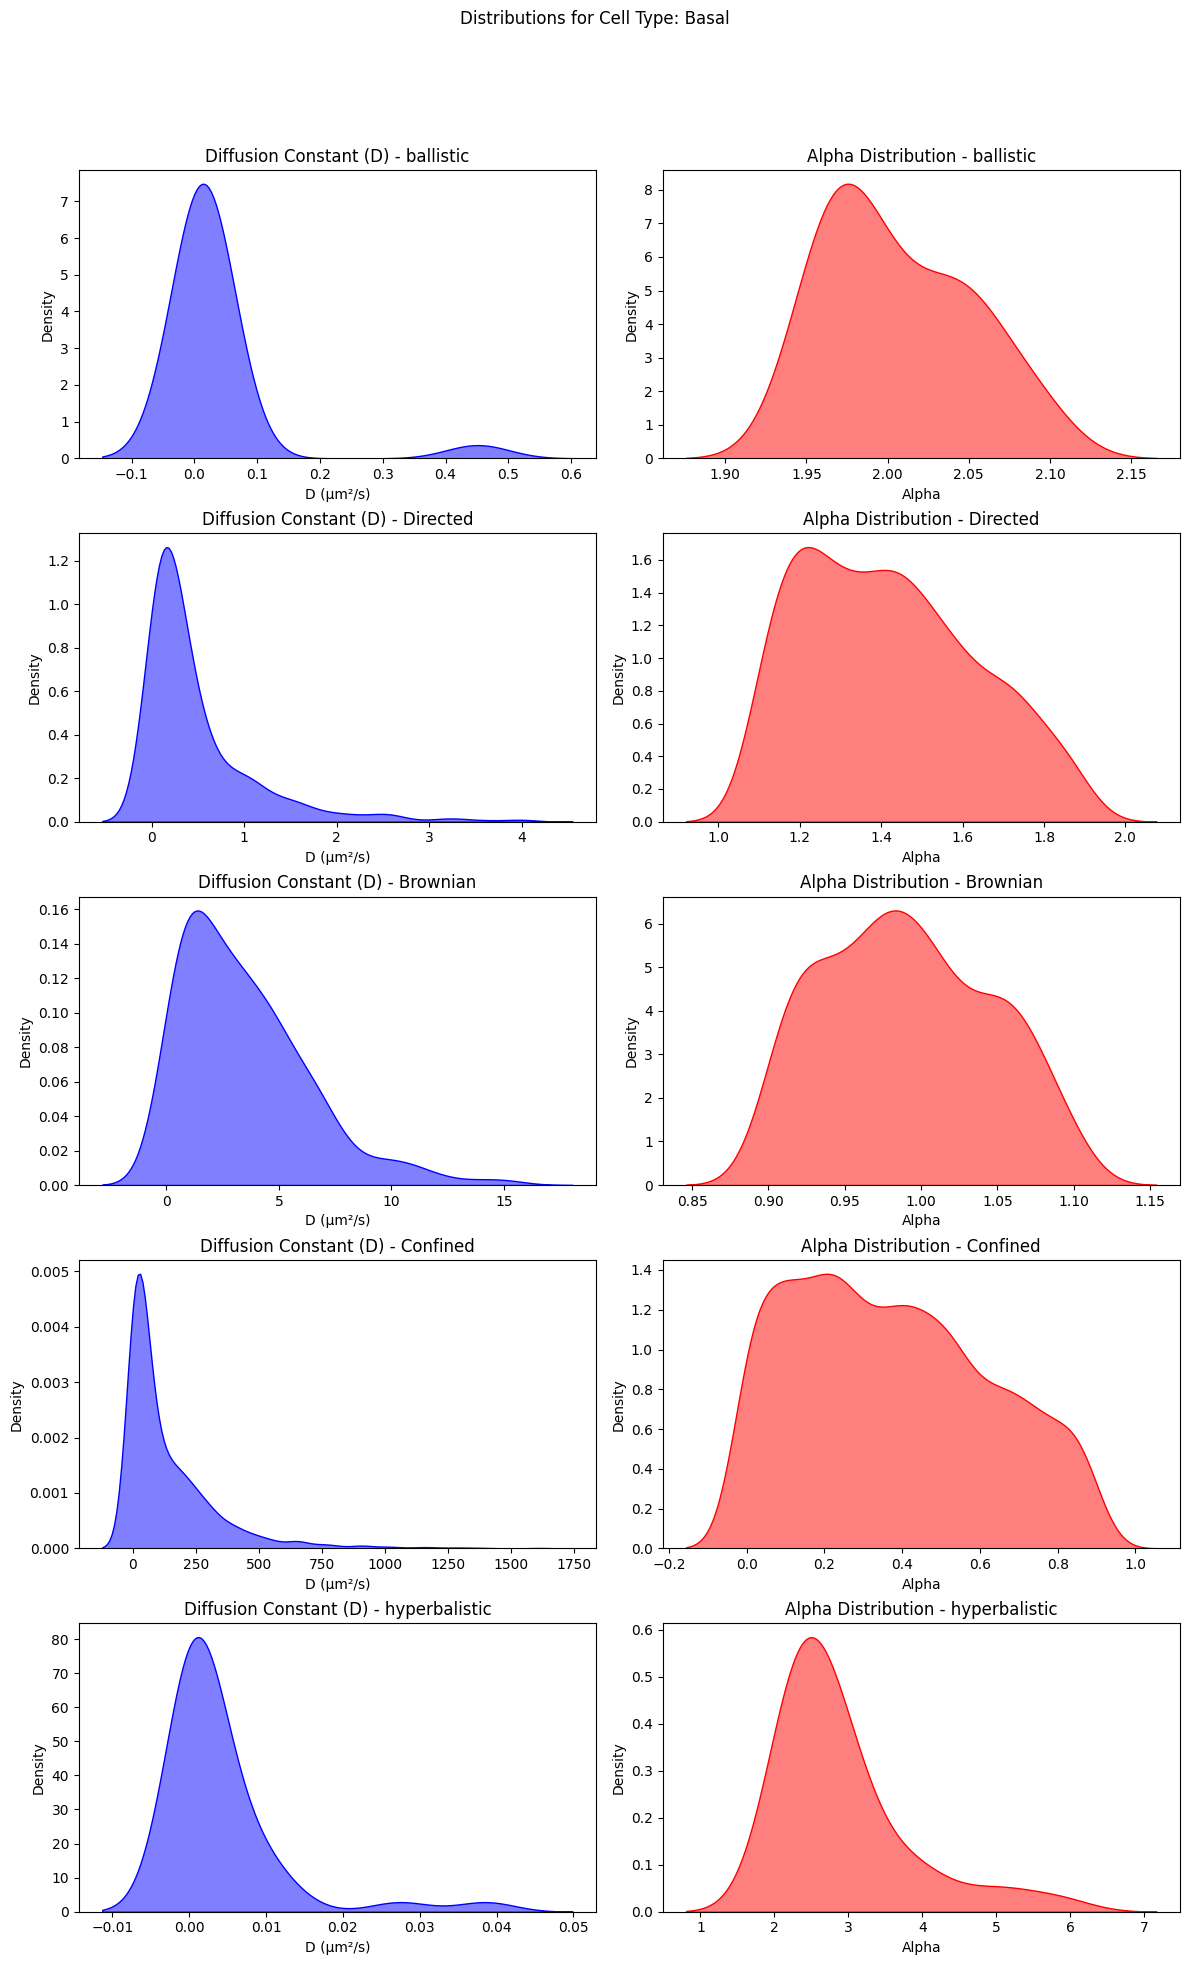 Distributions for Cell Type: Basal
Diffusion Constant (D) - ballistic
Density
7
6
5
4
3
2
1
0
−0.1 0.0 0.1 0.2 0.3 0.4 0.5 0.6
D (µm²/s)
Alpha Distribution - ballistic
Density
8
7
6
5
4
3
2
1
0
1.90 1.95 2.00 2.05 2.10 2.15
Alpha
Diffusion Constant (D) - Directed
Density
1.2
1.0
0.8
0.6
0.4
0.2
0.0
0 1 2 3 4
D (µm²/s)
Alpha Distribution - Directed
Density
1.6
1.4
1.2
1.0
0.8
0.6
0.4
0.2
0.0
1.0 1.2 1.4 1.6 1.8 2.0
Alpha
Diffusion Constant (D) - Brownian
Density
0.16
0.14
0.12
0.10
0.08
0.06
0.04
0.02
0.00
0 5 10 15
D (µm²/s)
Alpha Distribution - Brownian
Density
6
5
4
3
2
1
0
0.85 0.90 0.95 1.00 1.05 1.10 1.15
Alpha
Diffusion Constant (D) - Confined
Density
0.005
0.004
0.003
0.002
0.001
0.000
0 250 500 750 1000 1250 1500 1750
D (µm²/s)
Alpha Distribution - Confined
Density
1.4
1.2
1.0
0.8
0.6
0.4
0.2
0.0
−0.2 0.0 0.2 0.4 0.6 0.8 1.0
Alpha
Diffusion Constant (D) - hyperbalistic
Density
80
70
60
50
40
30
20
10
0
−0.01 0.00 0.01 0.02 0.03 0.04 0.05
D (µm²/s)
Alpha Distribution - hyperbalistic
Density
0.6
0.5
0.4
0.3
0.2
0.1
0.0
1 2 3 4 5 6 7
Alpha